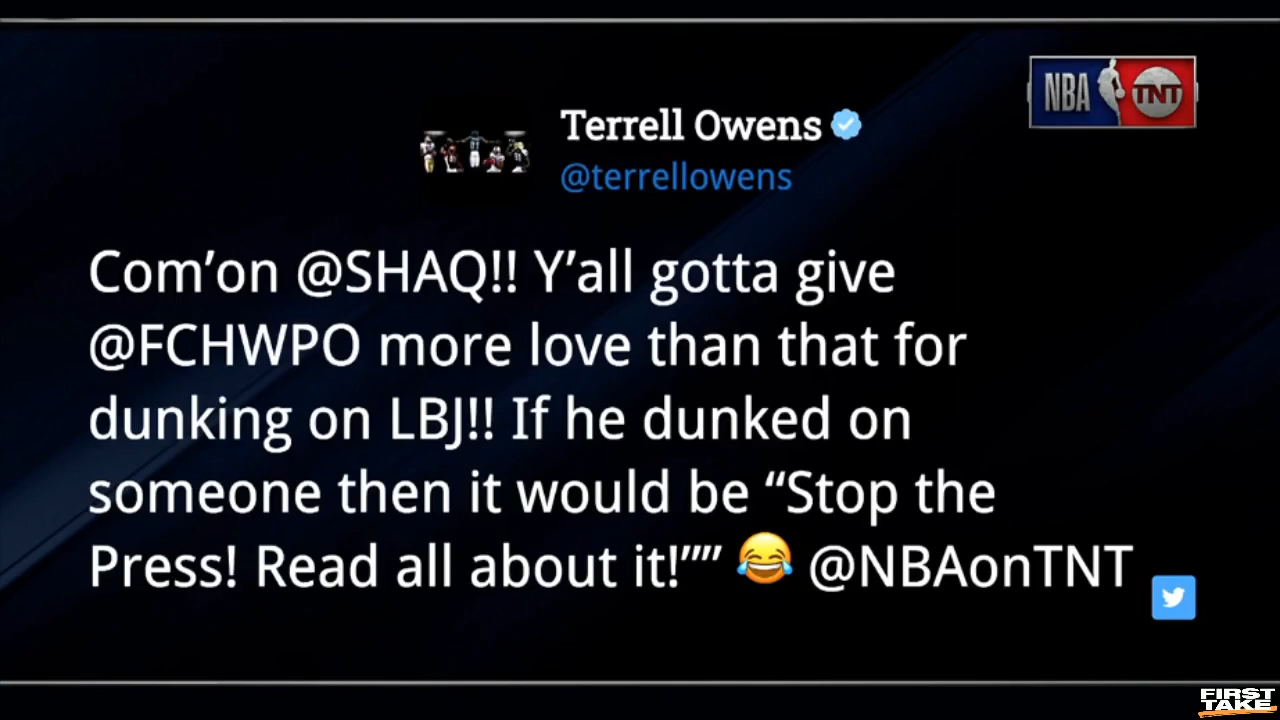 NBA TNT
Terrell Owens
@terrellowens
Com’on @SHAQ!! Y’all gotta give
@FCHWPO more love than that for
dunking on LBJ!! If he dunked on
someone then it would be “Stop the
Press! Read all about it!”” 😂 @NBAonTNT
FIRST
TAKE